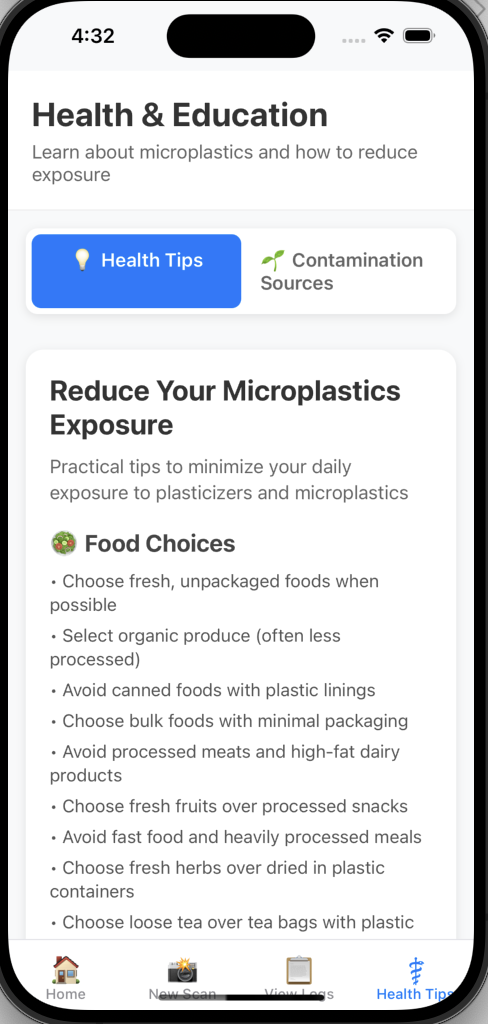 4:32
Health & Education
Learn about microplastics and how to reduce
exposure
💡 Health Tips
🌱 Contamination
Sources
Reduce Your Microplastics
Exposure
Practical tips to minimize your daily
exposure to plasticizers and microplastics
🥗 Food Choices
• Choose fresh, unpackaged foods when
possible
• Select organic produce (often less
processed)
• Avoid canned foods with plastic linings
• Choose bulk foods with minimal packaging
• Avoid processed meats and high-fat dairy
products
• Choose fresh fruits over processed snacks
• Avoid fast food and heavily processed meals
• Choose fresh herbs over dried in plastic
containers
• Choose loose tea over tea bags with plastic
Home
New Scan
View Logs
Health Tips